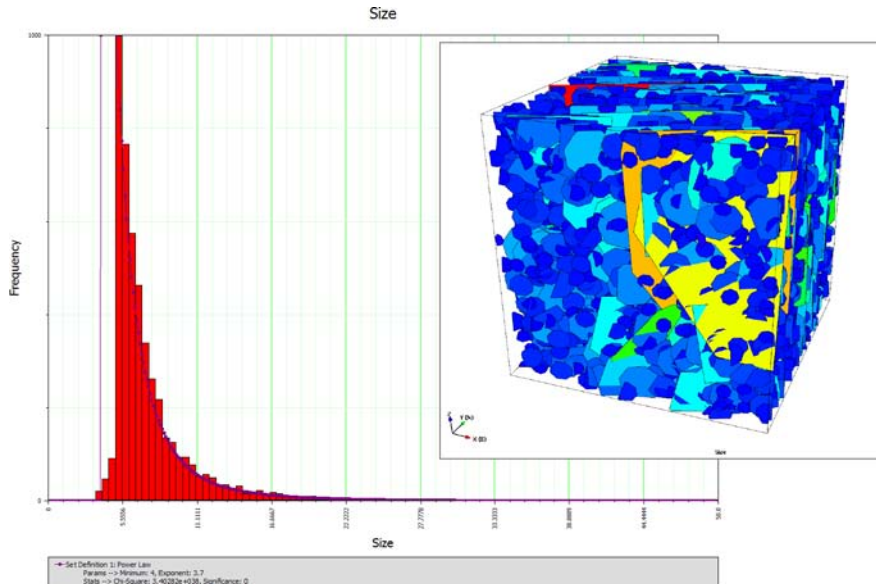 Size
1000
Frequency
0
0
5.5556
11.1111
16.6667
22.2222
27.7778
33.3333
38.8889
44.4444
50.0
Size
Z
Y (N)
X (E)
Set Definition 1: Power Law
Params --> Minimum: 4, Exponent: 3.7
Stats --> Chi-Square: 3.40282e+038, Significance: 0